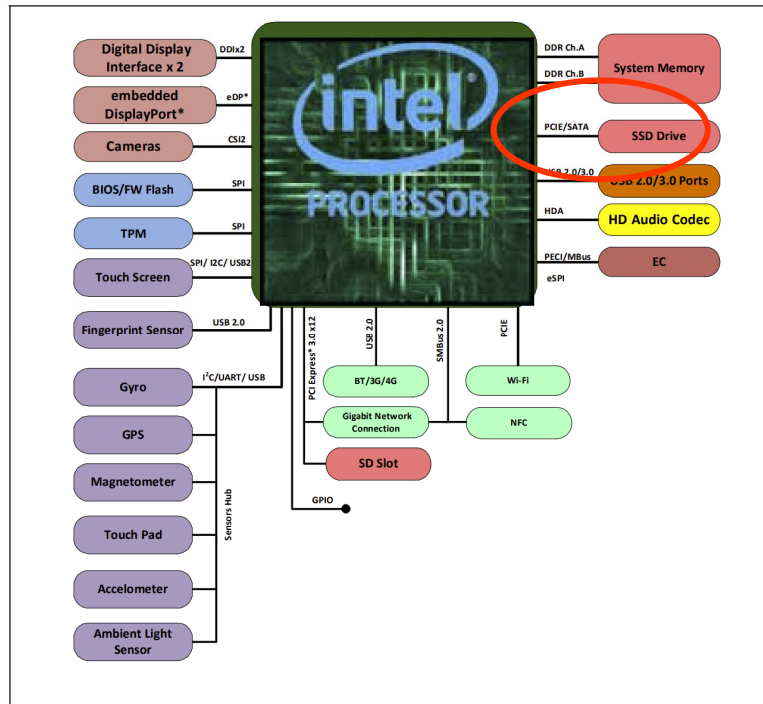 Digital Display
Interface x 2
DDIx2
embedded
DisplayPort*
eDP*
Cameras
CSI2
BIOS/FW Flash
SPI
TPM
SPI
Touch Screen
SPI/ I2C/ USB2
Fingerprint Sensor
USB 2.0
Gyro
I²C/UART/ USB
GPS
Magnetometer
Touch Pad
Accelometer
Ambient Light
Sensor
Sensors Hub
intel
PROCESSOR
DDR Ch.A
DDR Ch.B
System Memory
PCIE/SATA
SSD Drive
USB 2.0/3.0
USB 2.0/3.0 Ports
HDA
HD Audio Codec
PECI/MBus
eSPI
EC
PCI Express* 3.0 x12
USB 2.0
SMBus 2.0
PCIE
BT/3G/4G
Wi-Fi
Gigabit Network
Connection
NFC
SD Slot
GPIO